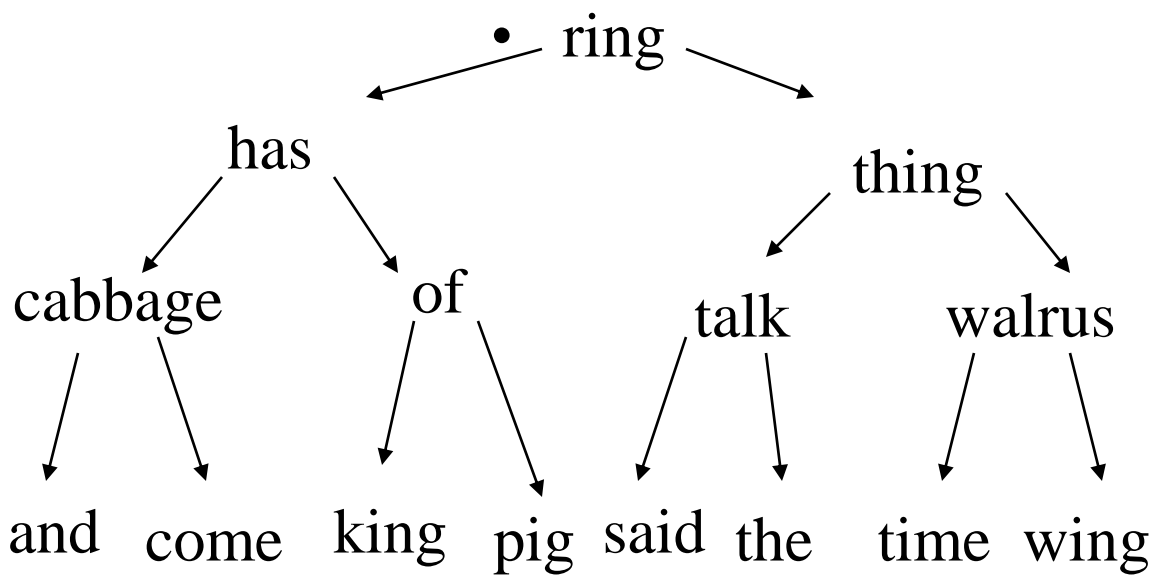 • ring
has thing
cabbage of talk walrus
and come king pig said the time wing